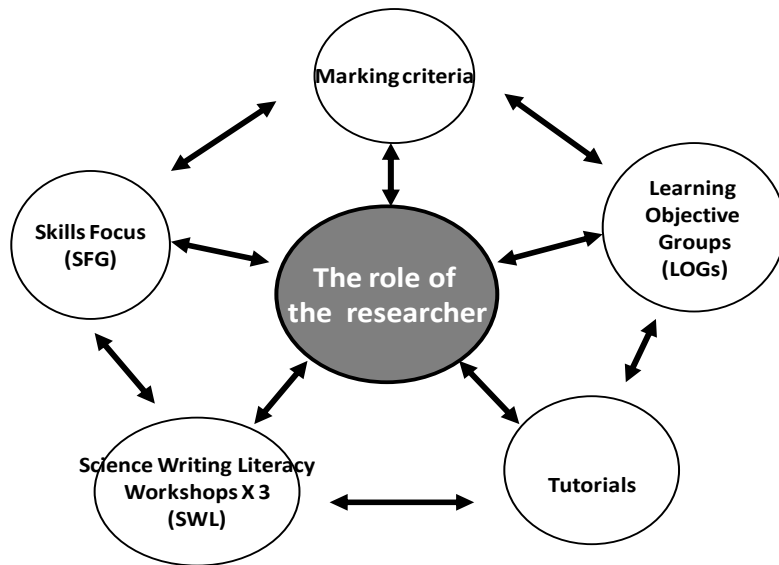 Marking criteria
Learning
Objective
Groups
(LOGs)
Skills Focus
(SFG)
The role of
the researcher
Science Writing Literacy
Workshops X 3
(SWL)
Tutorials